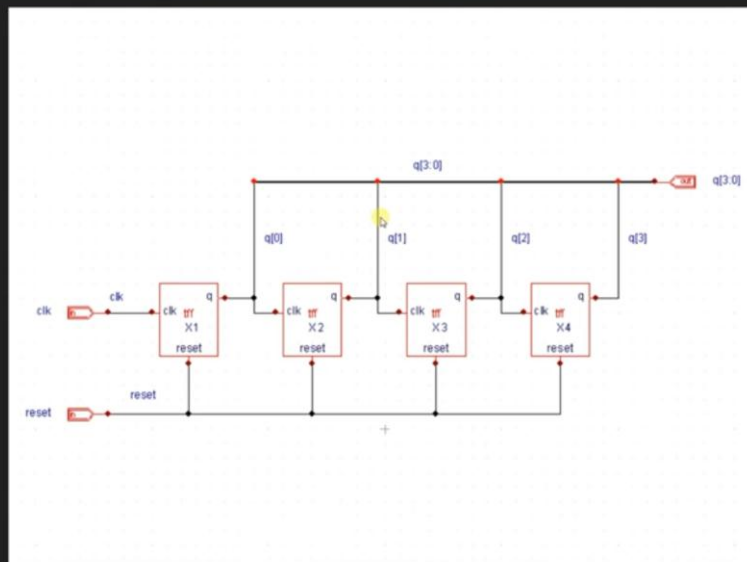 q[3:0]
out q[3:0]
q[0] q[1] q[2] q[3]
clk
q q q q
clk clk tff clk tff clk tff clk tff
X1 X2 X3 X4
reset reset reset reset
reset
reset